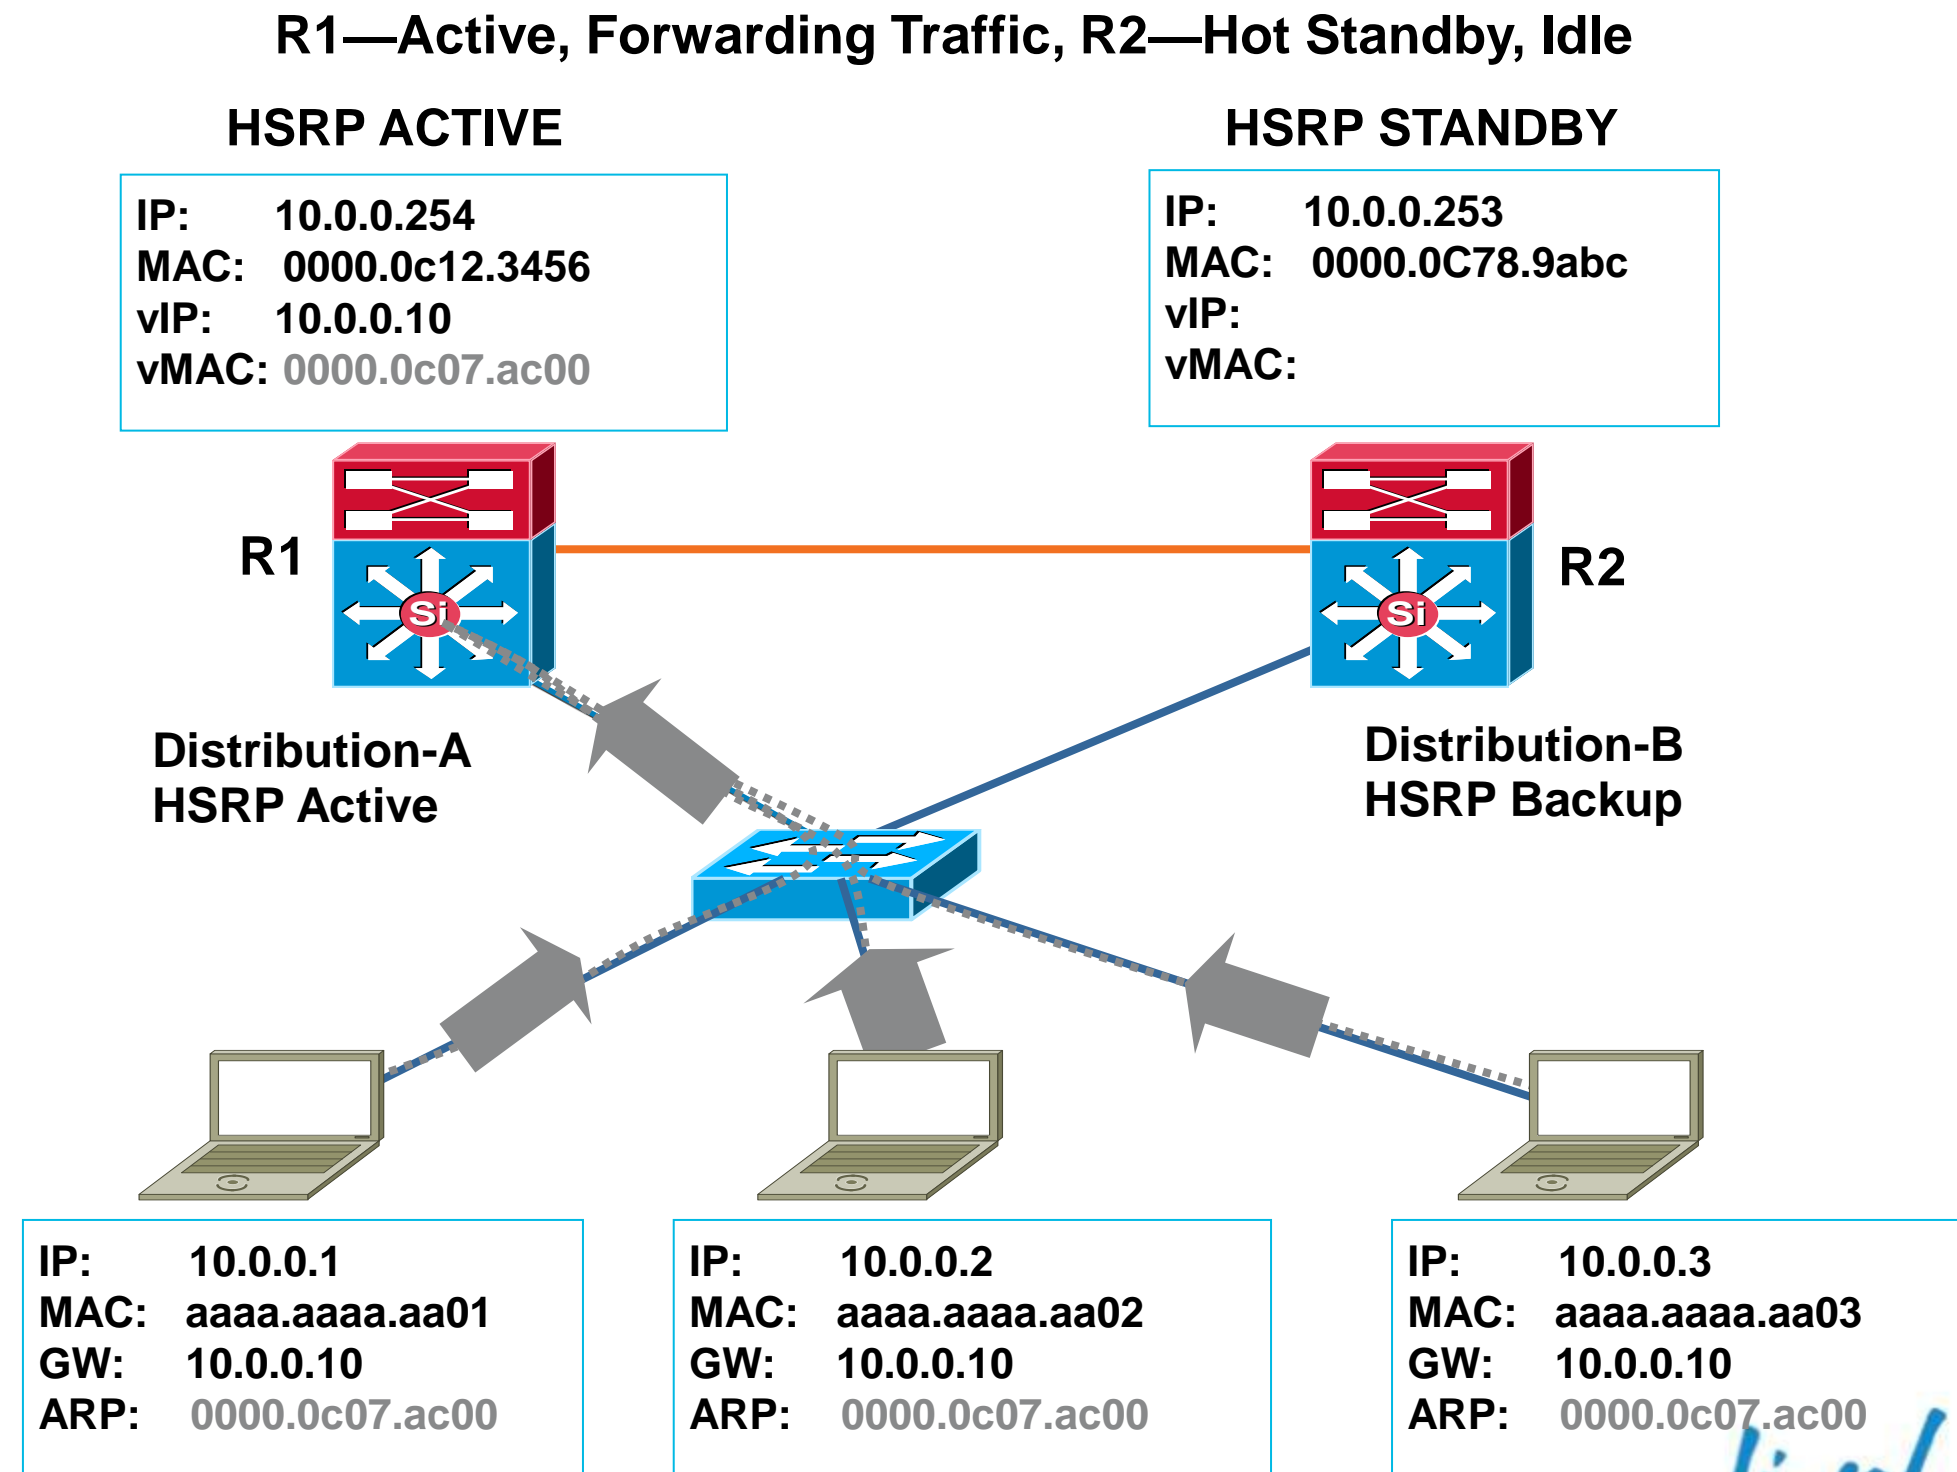 R1—Active, Forwarding Traffic, R2—Hot Standby, Idle
HSRP ACTIVE
HSRP STANDBY
IP: 10.0.0.254
MAC: 0000.0c12.3456
vIP: 10.0.0.10
vMAC: 0000.0c07.ac00
IP: 10.0.0.253
MAC: 0000.0C78.9abc
vIP:
vMAC:
R1
Si
Si
R2
Distribution-A
HSRP Active
Distribution-B
HSRP Backup
IP: 10.0.0.1
MAC: aaaa.aaaa.aa01
GW: 10.0.0.10
ARP: 0000.0c07.ac00
IP: 10.0.0.2
MAC: aaaa.aaaa.aa02
GW: 10.0.0.10
ARP: 0000.0c07.ac00
IP: 10.0.0.3
MAC: aaaa.aaaa.aa03
GW: 10.0.0.10
ARP: 0000.0c07.ac00